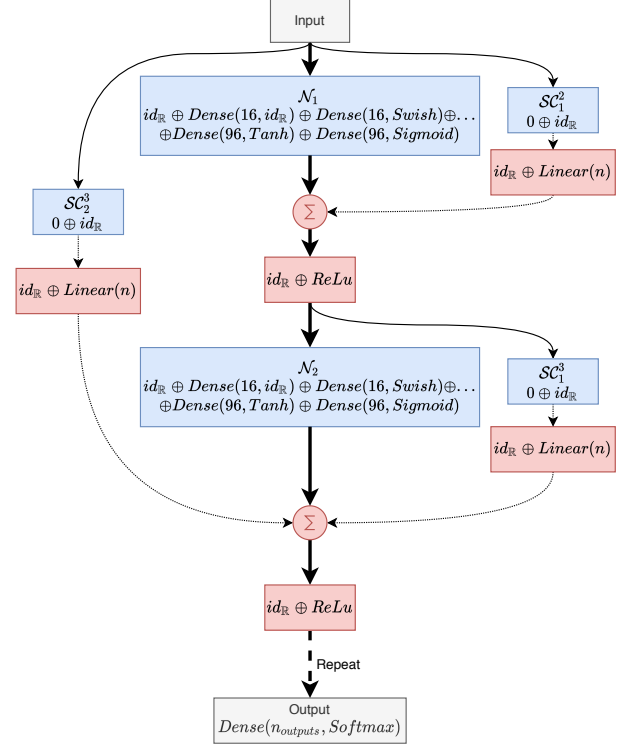 Input
𝒩₁
id_ℝ ⊕ Dense(16, id_ℝ) ⊕ Dense(16, Swish)⊕...
⊕Dense(96, Tanh) ⊕ Dense(96, Sigmoid)
𝒮𝒞₁²
0 ⊕ id_ℝ
id_ℝ ⊕ Linear(n)
𝒮𝒞₂³
0 ⊕ id_ℝ
∑
id_ℝ ⊕ ReLu
id_ℝ ⊕ Linear(n)
𝒩₂
id_ℝ ⊕ Dense(16, id_ℝ) ⊕ Dense(16, Swish)⊕...
⊕Dense(96, Tanh) ⊕ Dense(96, Sigmoid)
𝒮𝒞₁³
0 ⊕ id_ℝ
id_ℝ ⊕ Linear(n)
∑
id_ℝ ⊕ ReLu
Repeat
Output
Dense(n_outputs, Softmax)